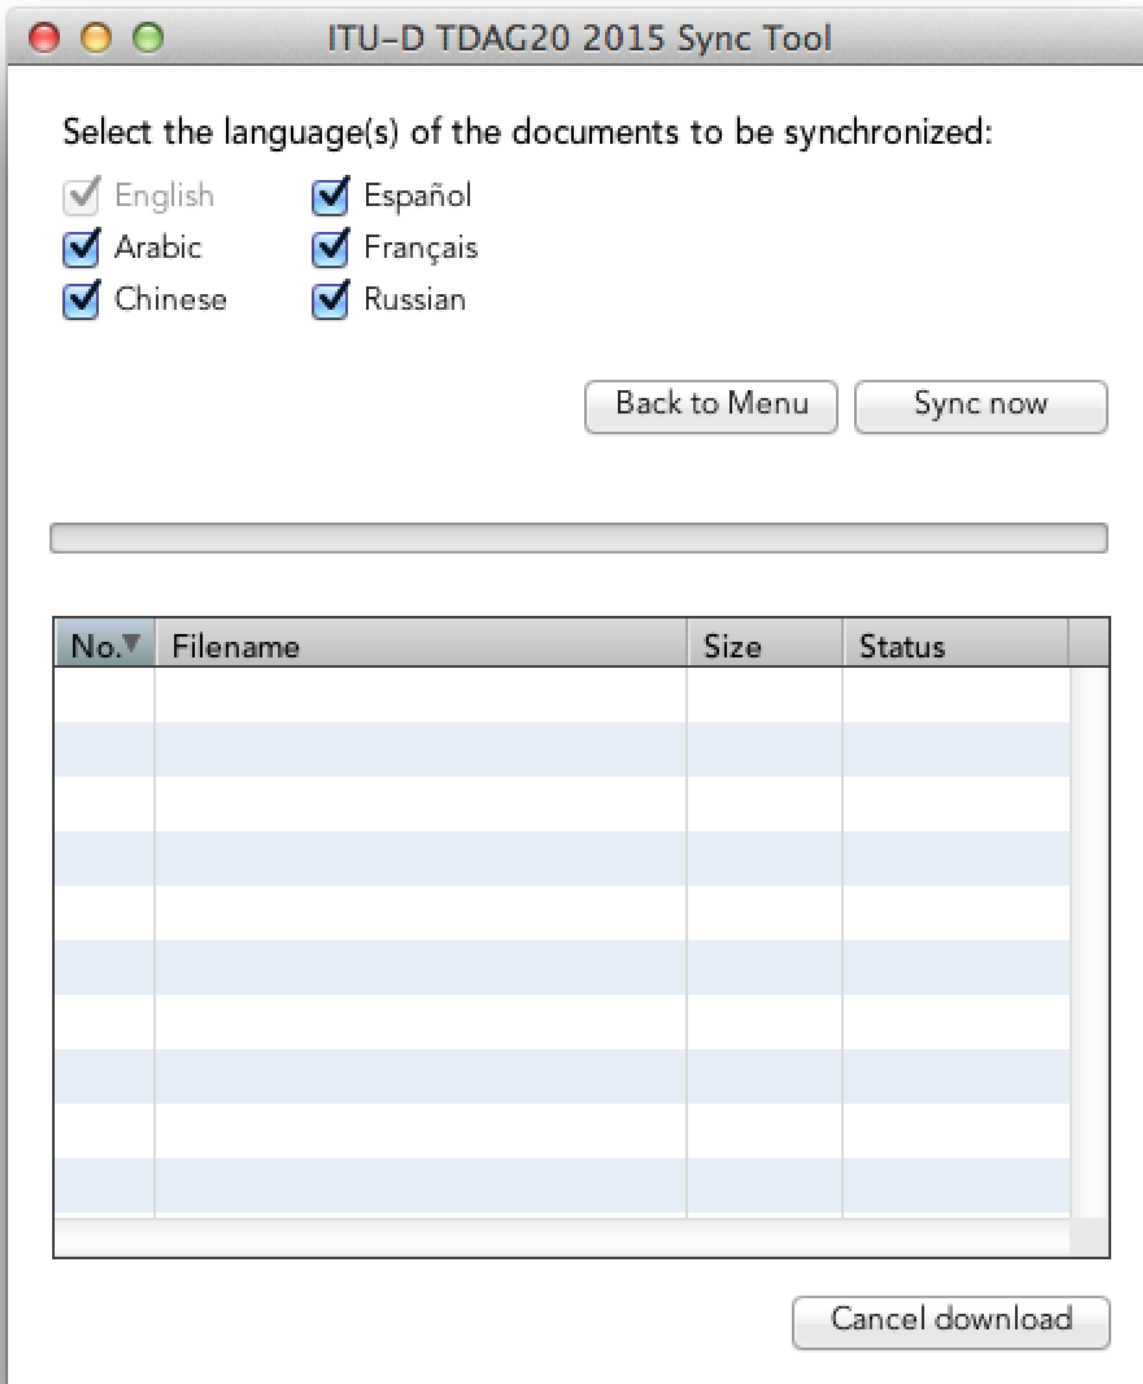 ITU-D TDAG20 2015 Sync Tool
Select the language(s) of the documents to be synchronized:
English Español
Arabic Français
Chinese Russian
Back to Menu Sync now
No. Filename Size Status
Cancel download